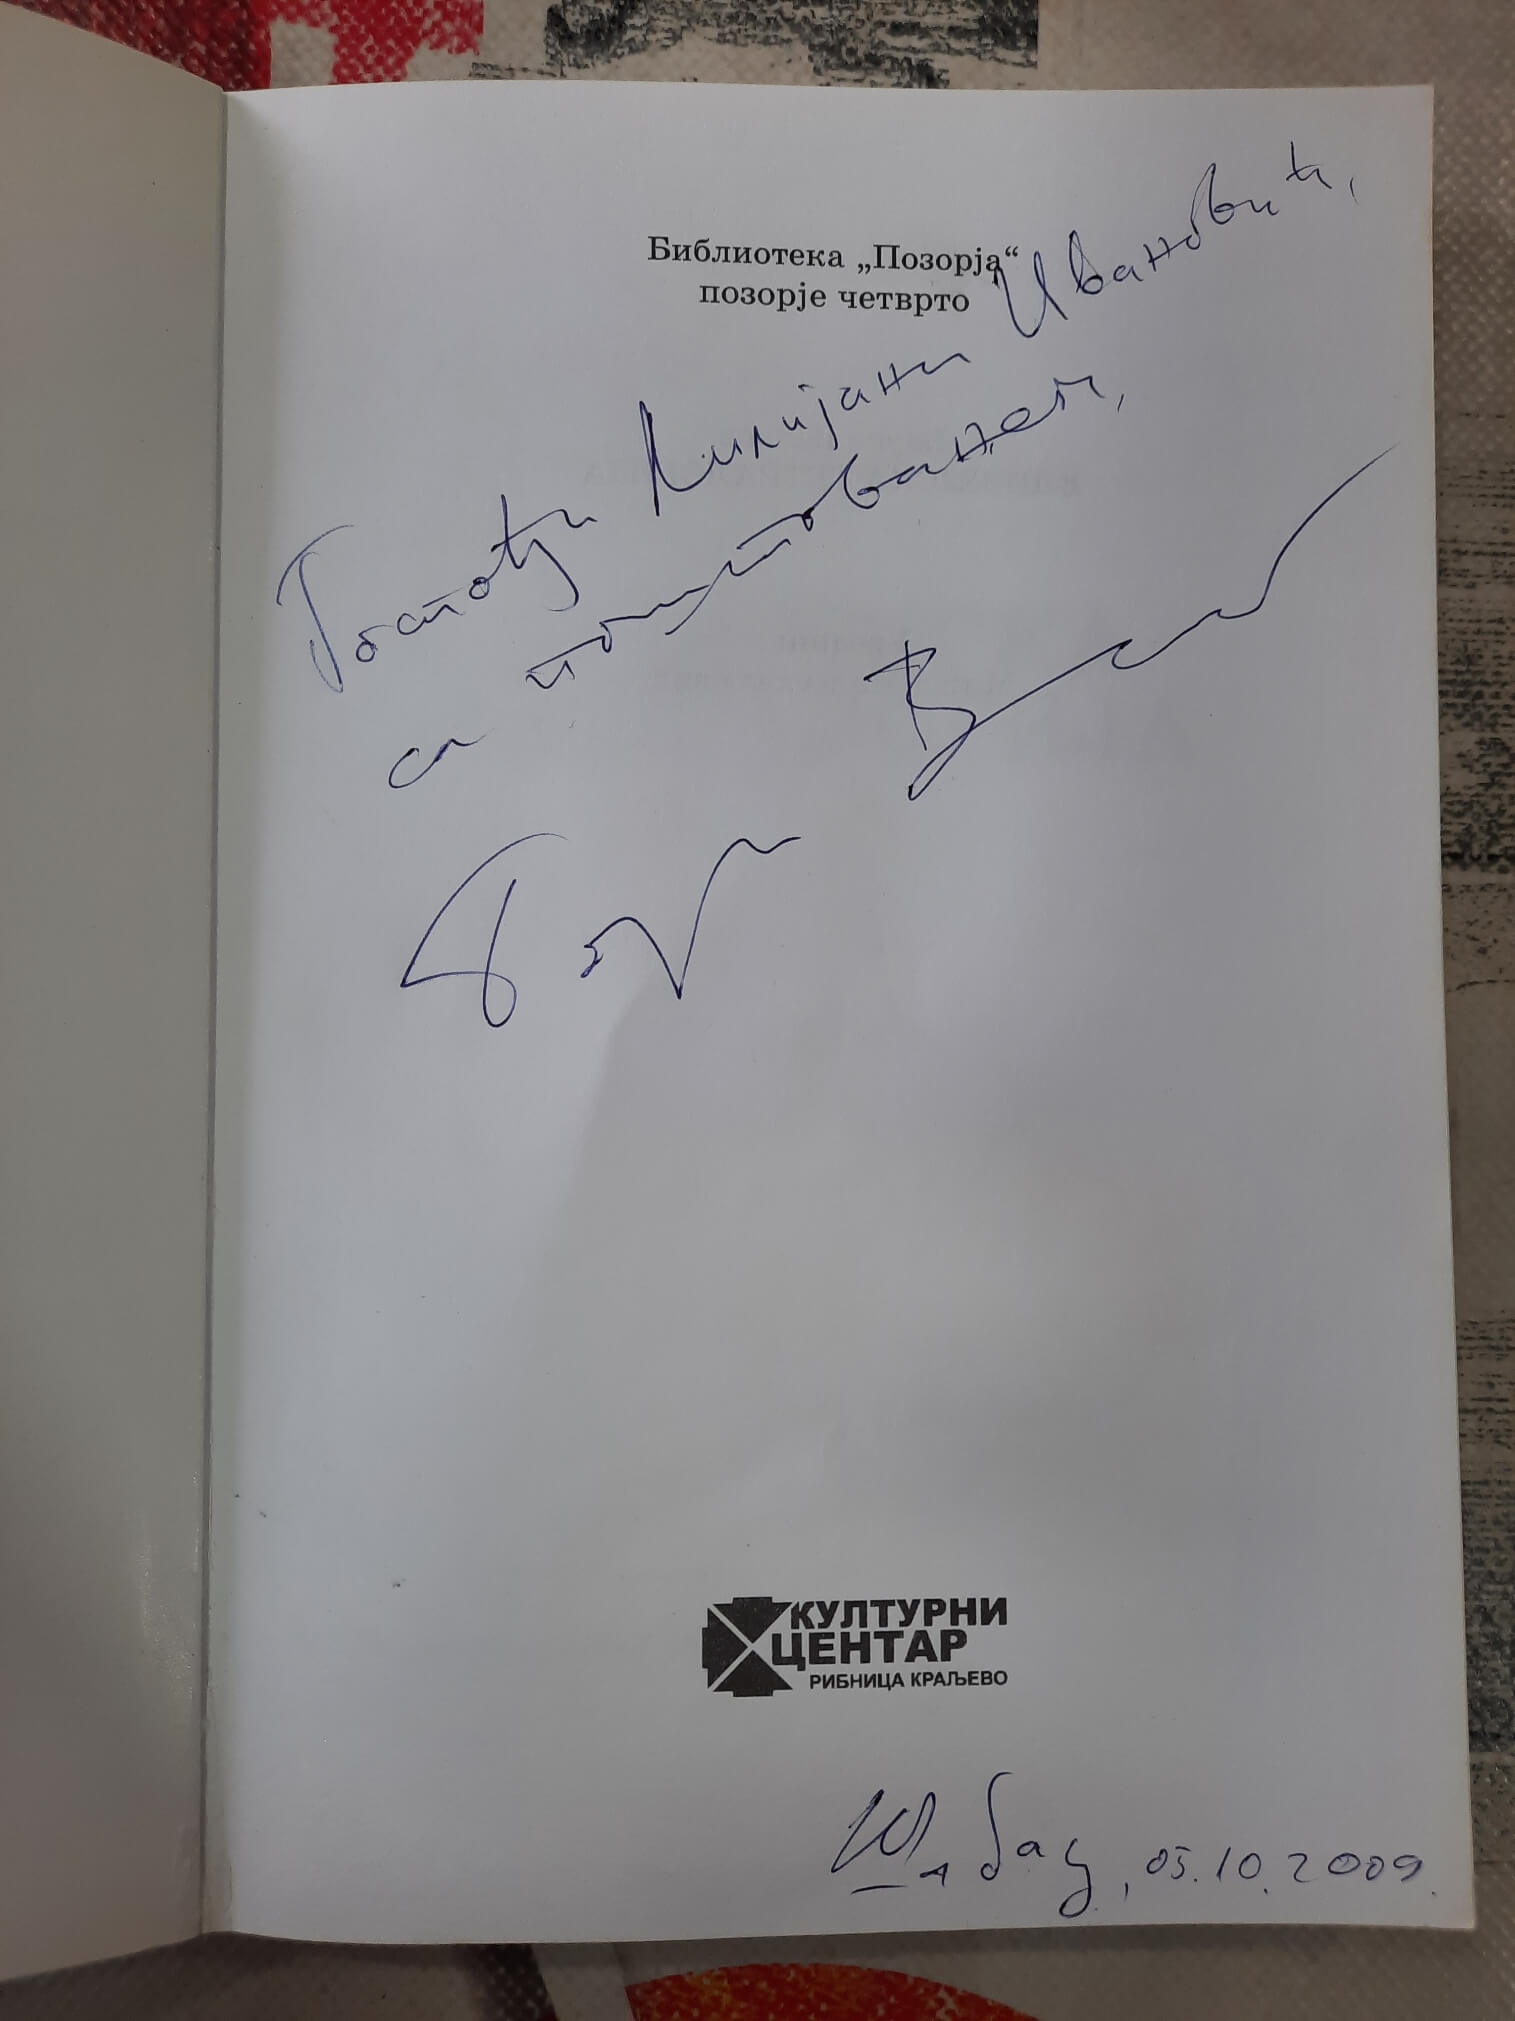 Библиотека „Позорја“
позорје четврто
Госпођи Лилијани Ивановић,
са поштовањем,
КУЛТУРНИ
ЦЕНТАР
РИБНИЦА КРАЉЕВО
Шабац, 05.10.2009.